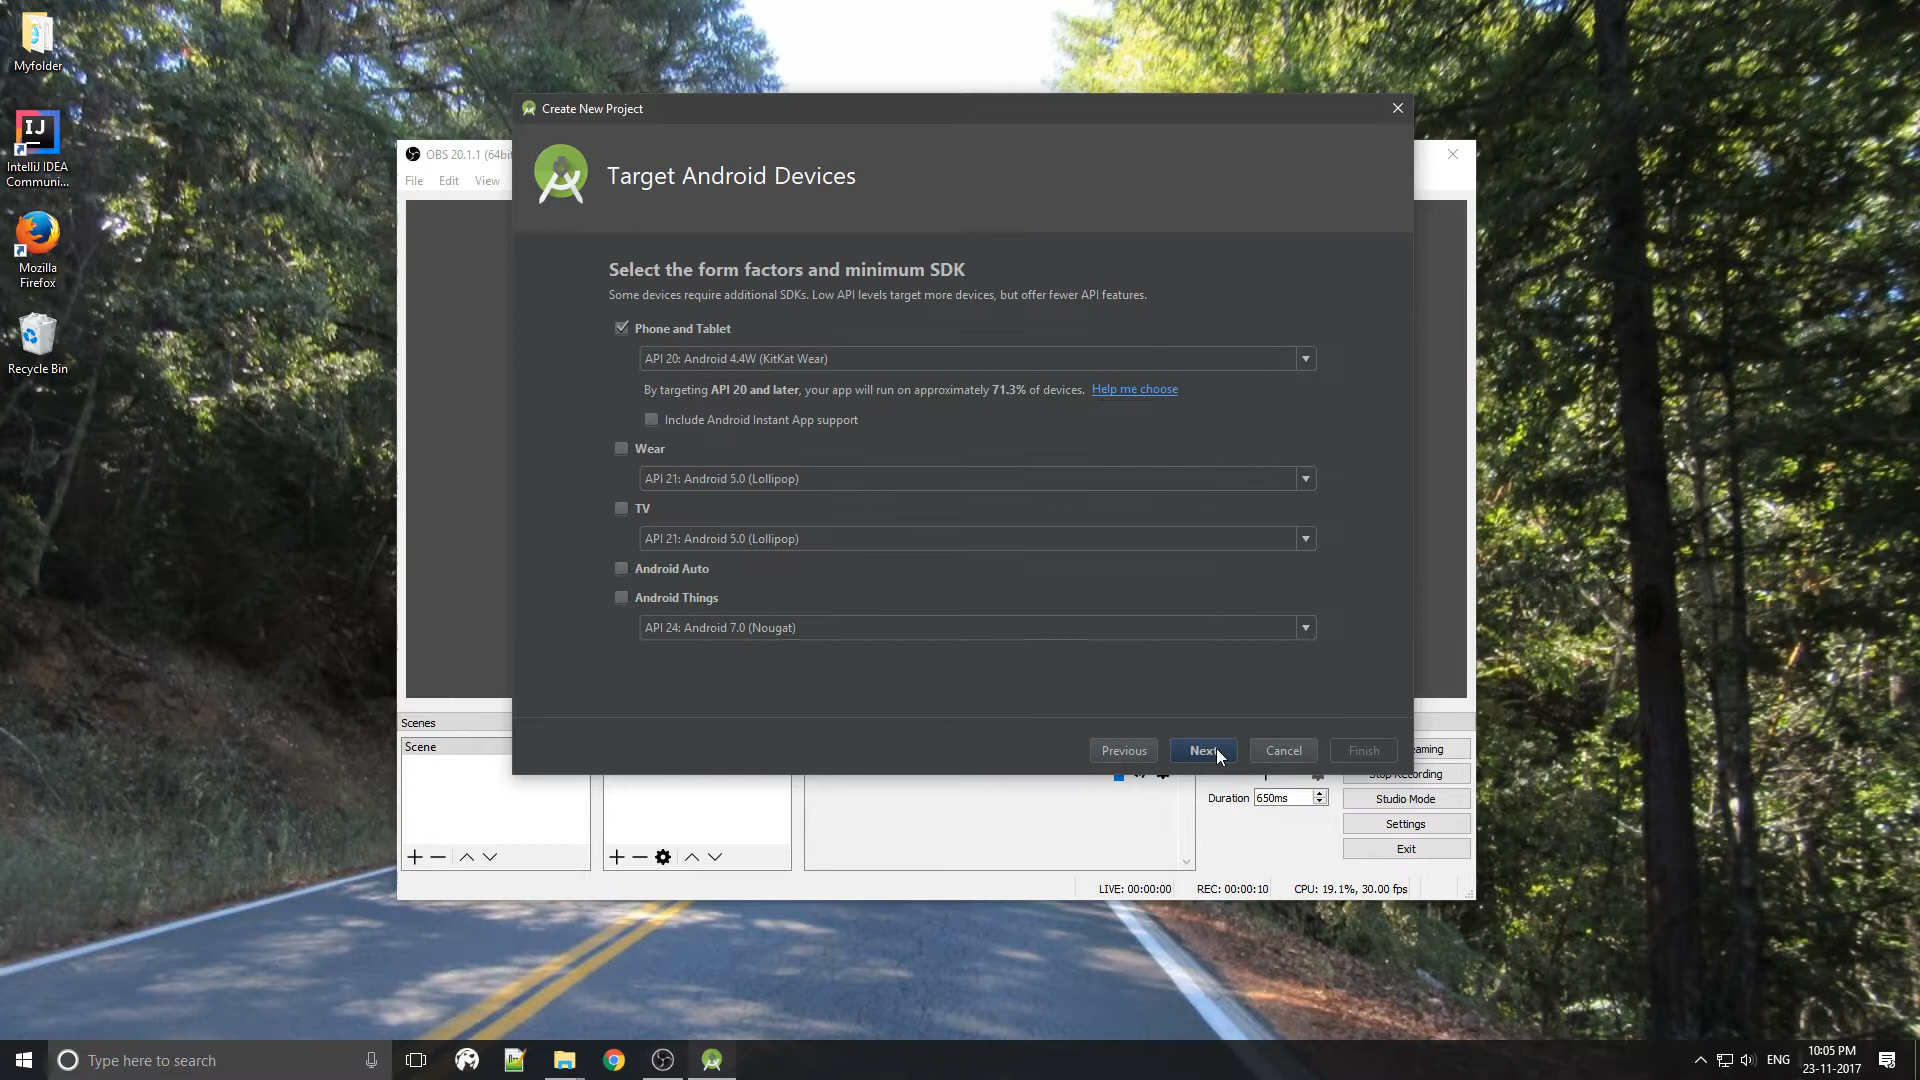 Myfolder
IJ
IntelliJ IDEA
Communi...
Mozilla
Firefox
Recycle Bin
Create New Project
Target Android Devices
OBS 20.1.1 (64bit
File Edit View
Select the form factors and minimum SDK
Some devices require additional SDKs. Low API levels target more devices, but offer fewer API features.
Phone and Tablet
API 20: Android 4.4W (KitKat Wear)
By targeting API 20 and later, your app will run on approximately 71.3% of devices. Help me choose
Include Android Instant App support
Wear
API 21: Android 5.0 (Lollipop)
TV
API 21: Android 5.0 (Lollipop)
Android Auto
Android Things
API 24: Android 7.0 (Nougat)
Previous Next Cancel Finish
Scenes
Scene
eaming
Stop Recording
Duration 650ms
Studio Mode
Settings
Exit
LIVE: 00:00:00 REC: 00:00:10 CPU: 19.1%, 30.00 fps
Type here to search
ENG
10:05 PM
23-11-2017